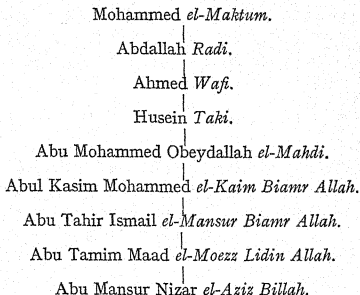 Mohammed el-Maktum.
Abdallah Radi.
Ahmed Wafi.
Husein Taki.
Abu Mohammed Obeydallah el-Mahdi.
Abul Kasim Mohammed el-Kaim Biamr Allah.
Abu Tahir Ismail el-Mansur Biamr Allah.
Abu Tamim Maad el-Moezz Lidin Allah.
Abu Mansur Nizar el-Aziz Billah.